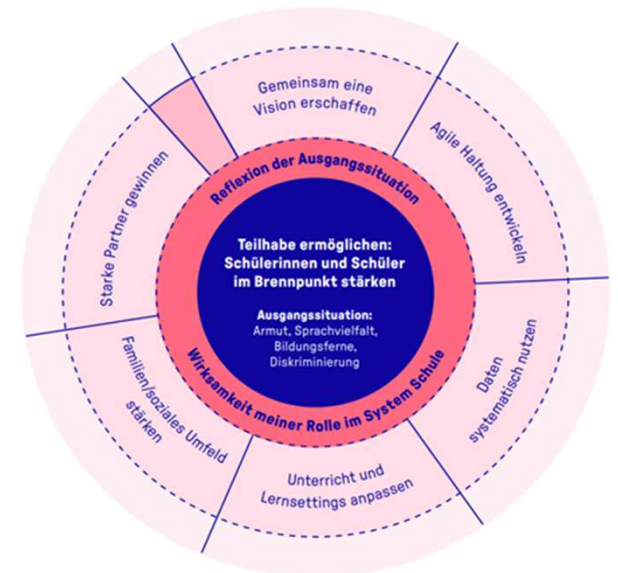 Gemeinsam eine
Vision erschaffen
Agile Haltung entwickeln
Daten
systematisch nutzen
Unterricht und
Lernsettings anpassen
Familien/soziales Umfeld
stärken
Starke Partner gewinnen
Reflexion der Ausgangssituation
Wirksamkeit meiner Rolle im System Schule
Teilhabe ermöglichen:
Schülerinnen und Schüler
im Brennpunkt stärken
Ausgangssituation:
Armut, Sprachvielfalt,
Bildungsferne,
Diskriminierung